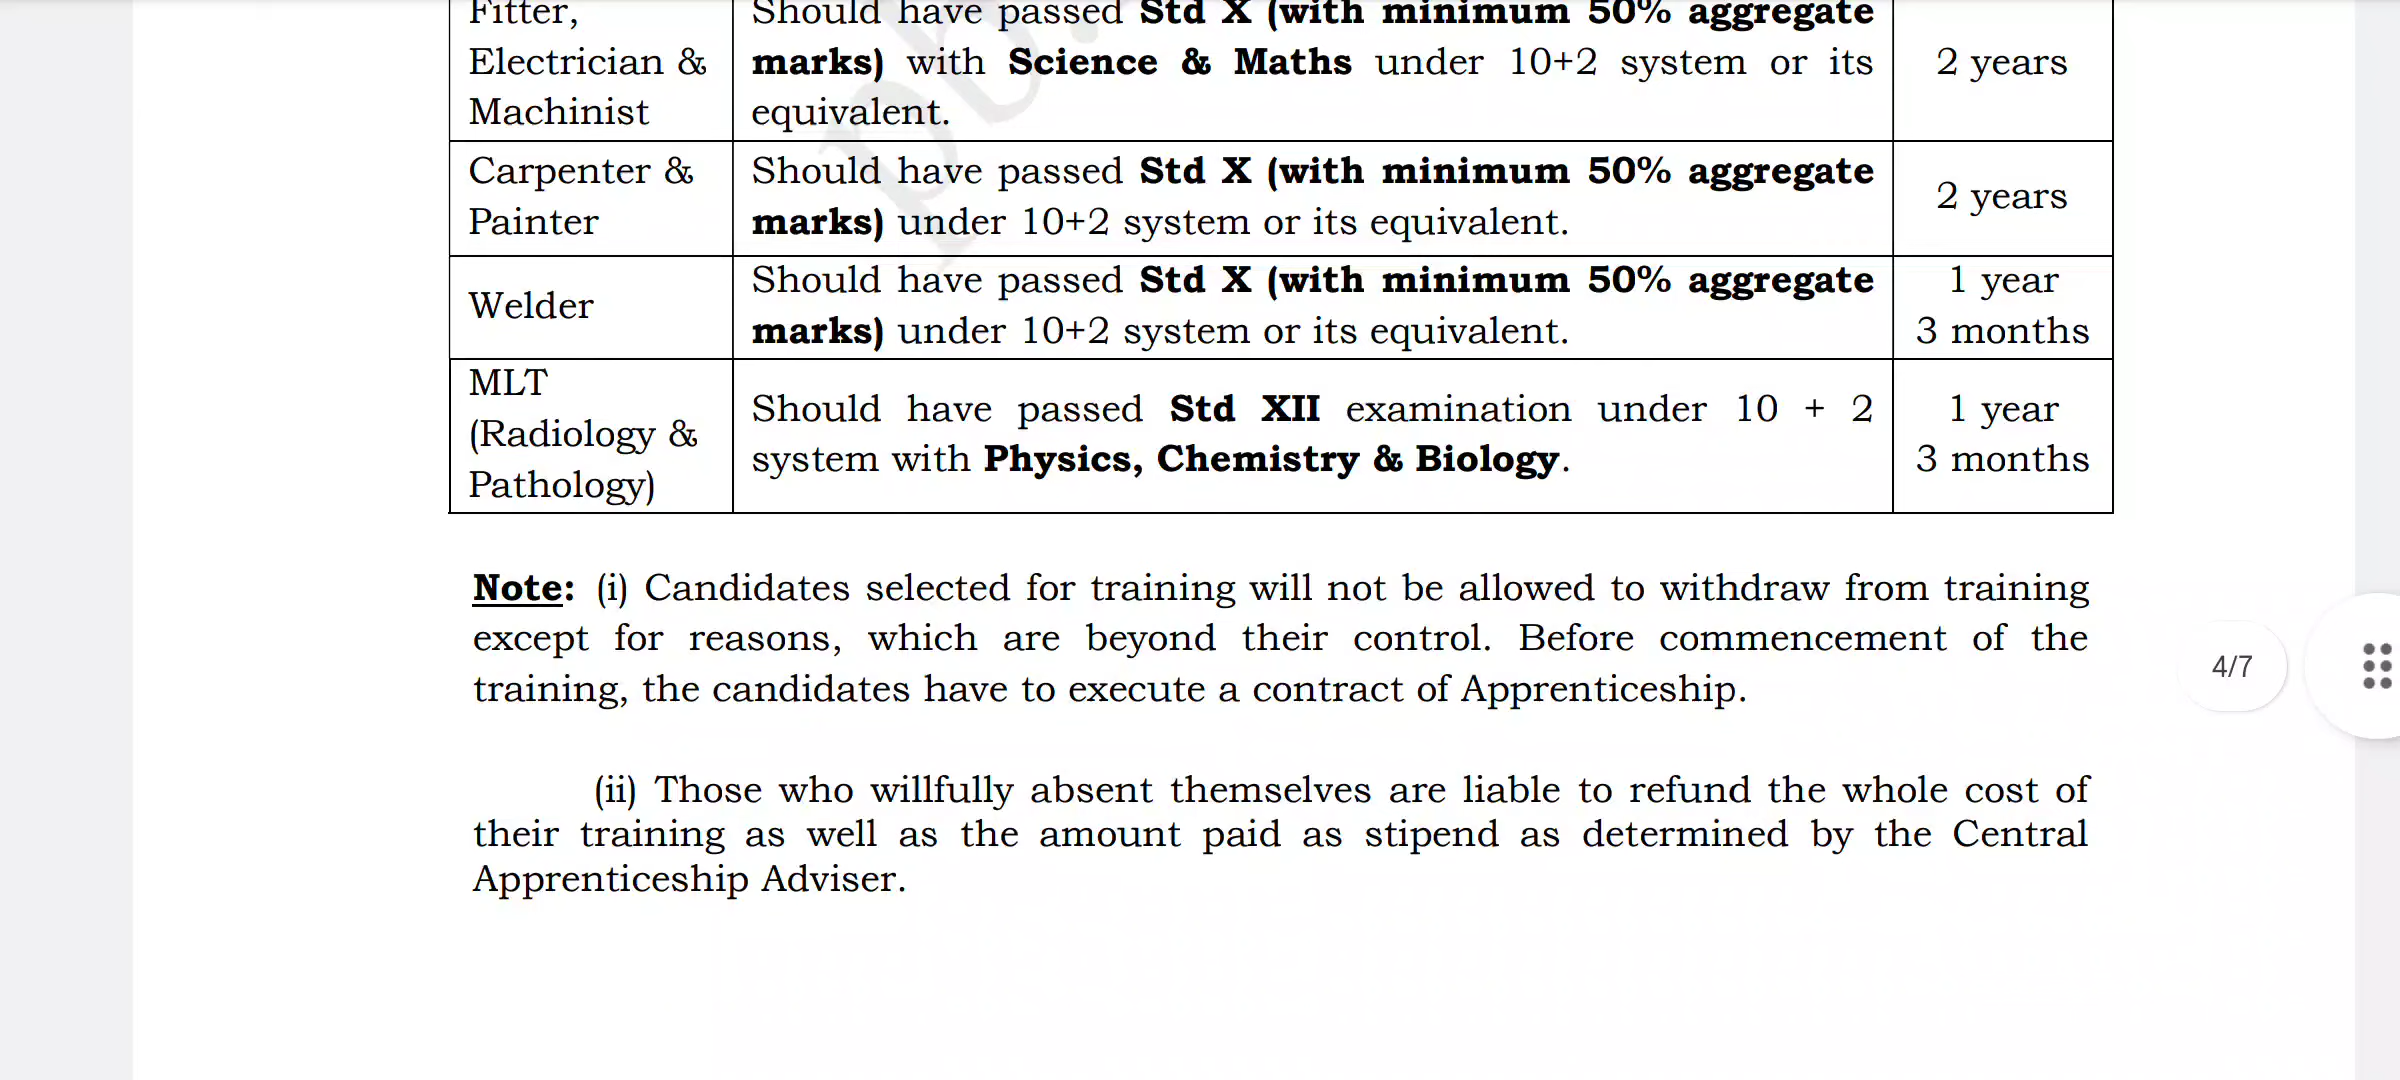 Fitter,
Electrician &
Machinist
Should have passed Std X (with minimum 50% aggregate
marks) with Science & Maths under 10+2 system or its
equivalent.
2 years
Carpenter &
Painter
Should have passed Std X (with minimum 50% aggregate
marks) under 10+2 system or its equivalent.
2 years
Welder
Should have passed Std X (with minimum 50% aggregate
marks) under 10+2 system or its equivalent.
1 year
3 months
MLT
(Radiology &
Pathology)
Should have passed Std XII examination under 10 + 2
system with Physics, Chemistry & Biology.
1 year
3 months
Note: (i) Candidates selected for training will not be allowed to withdraw from training
except for reasons, which are beyond their control. Before commencement of the
training, the candidates have to execute a contract of Apprenticeship.
(ii) Those who willfully absent themselves are liable to refund the whole cost of
their training as well as the amount paid as stipend as determined by the Central
Apprenticeship Adviser.
4/7